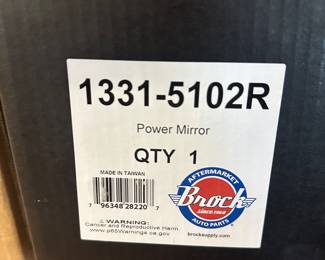 1331-5102R
Power Mirror
QTY 1
MADE IN TAIWAN
7 96348 28220 7
⚠ WARNING:
Cancer and Reproductive Harm.
www.p65Warnings.ca.gov
AFTERMARKET
Brock
Since 1969
AUTO PARTS
brocksupply.com